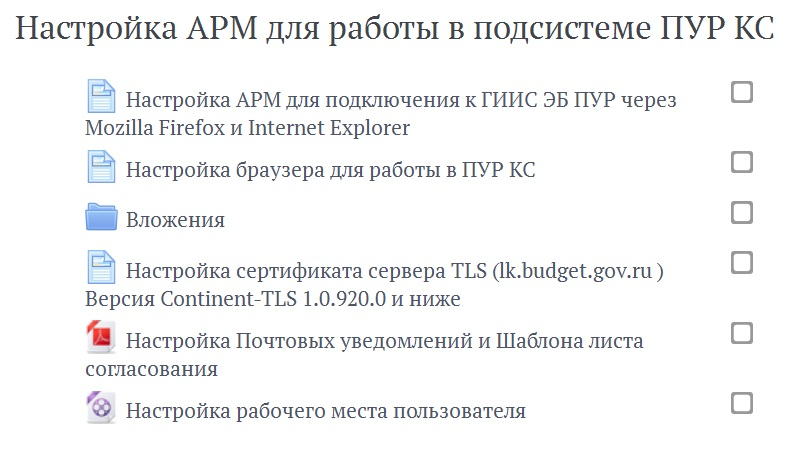 Настройка АРМ для работы в подсистеме ПУР КС
Настройка АРМ для подключения к ГИИС ЭБ ПУР через
Mozilla Firefox и Internet Explorer
Настройка браузера для работы в ПУР КС
Вложения
Настройка сертификата сервера TLS (lk.budget.gov.ru )
Версия Continent-TLS 1.0.920.0 и ниже
Настройка Почтовых уведомлений и Шаблона листа
согласования
Настройка рабочего места пользователя